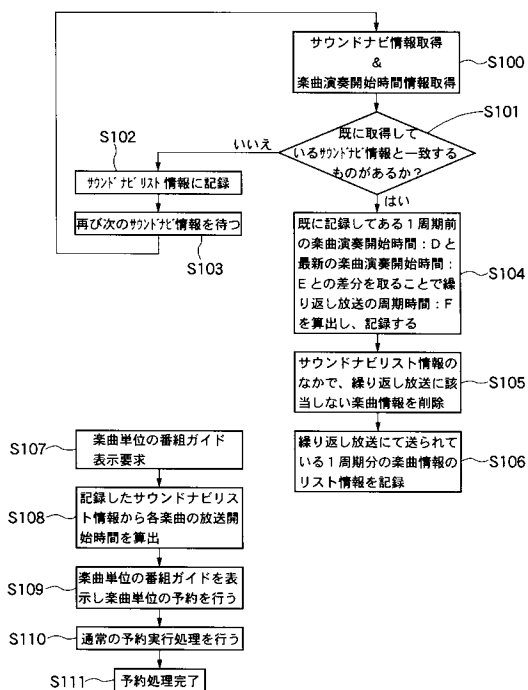 サウンドナビ情報取得
&
楽曲演奏開始時間情報取得
S100
S101
既に取得して
いるサウンドナビ情報と一致する
ものがあるか?
いいえ
はい
S102
サウンドナビリスト情報に記録
再び次のサウンドナビ情報を待つ
S103
既に記録してある1周期前
の楽曲演奏開始時間:Dと
最新の楽曲演奏開始時間:
Eとの差分を取ることで繰
り返し放送の周期時間:F
を算出し、記録する
S104
サウンドナビリスト情報の
なかで、繰り返し放送に該
当しない楽曲情報を削除
S105
繰り返し放送にて送られて
いる1周期分の楽曲情報の
リスト情報を記録
S106
S107
楽曲単位の番組ガイド
表示要求
S108
記録したサウンドナビリス
ト情報から各楽曲の放送開
始時間を算出
S109
楽曲単位の番組ガイドを表
示し楽曲単位の予約を行う
S110
通常の予約実行処理を行う
S111
予約処理完了